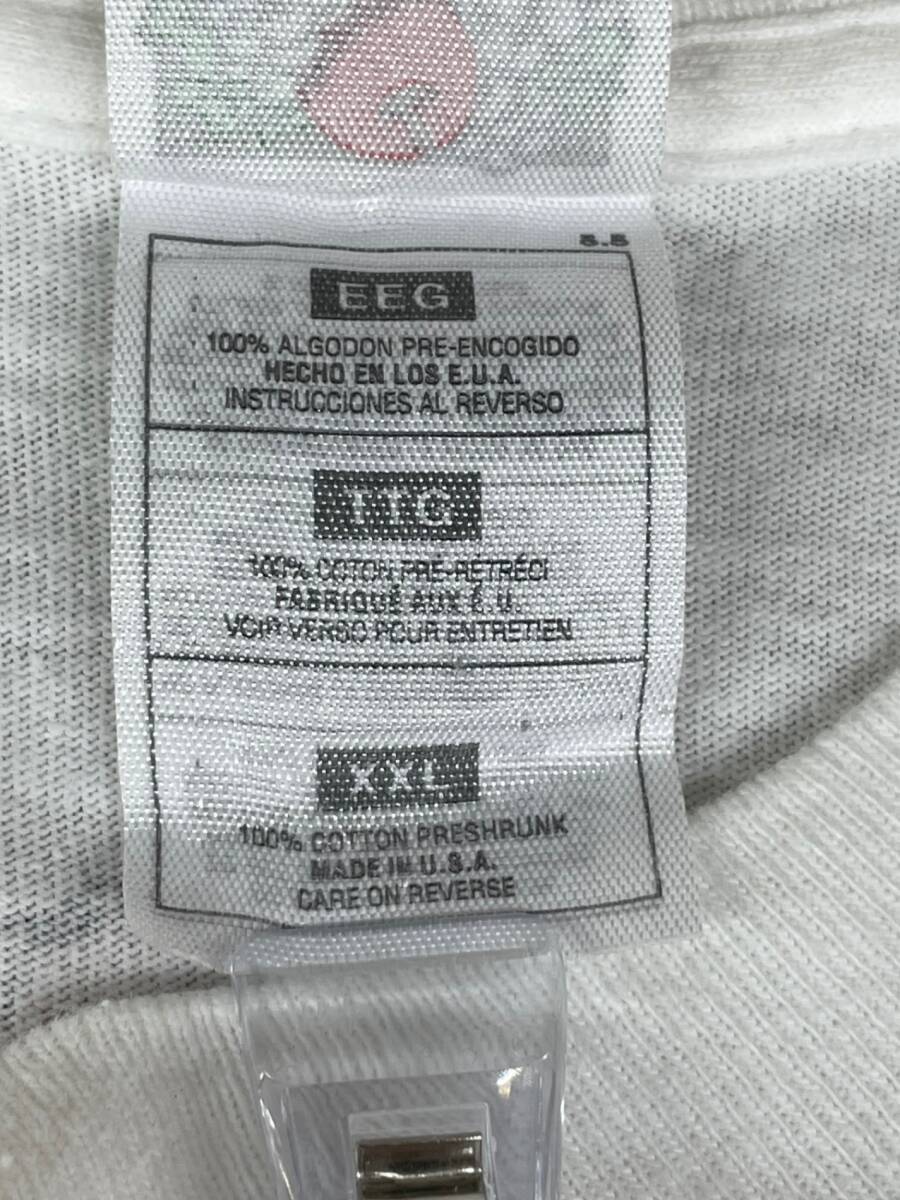 5.5
EEG
100% ALGODON PRE-ENCOGIDO
HECHO EN LOS E.U.A.
INSTRUCCIONES AL REVERSO
TTG
100% COTON PRÉ-RÉTRÉCI
FABRIQUÉ AUX É.U.
VOIR VERSO POUR ENTRETIEN
XXL
100% COTTON PRESHRUNK
MADE IN U.S.A.
CARE ON REVERSE